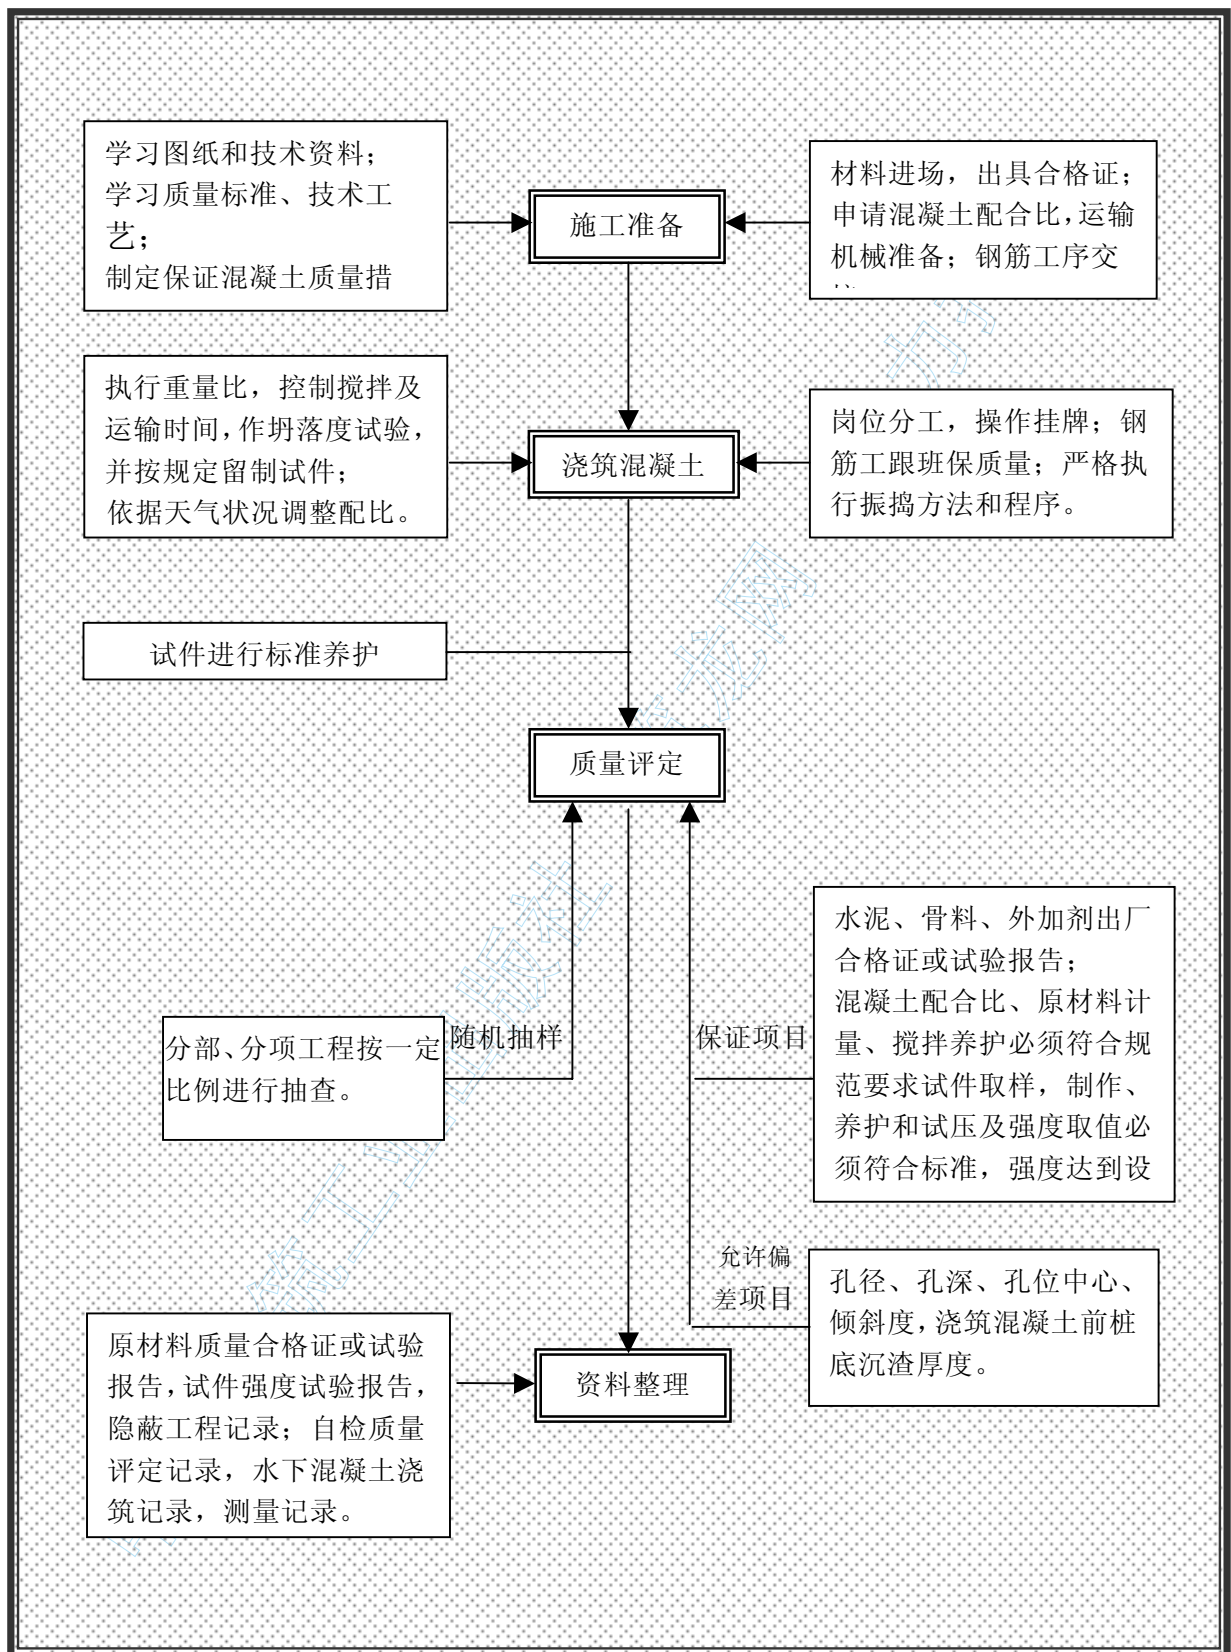 学习图纸和技术资料；
学习质量标准、技术工
艺；
制定保证混凝土质量措
施工准备
材料进场，出具合格证；
申请混凝土配合比，运输
机械准备；钢筋工序交
执行重量比，控制搅拌及
运输时间，作坍落度试验，
并按规定留制试件；
依据天气状况调整配比。
浇筑混凝土
岗位分工，操作挂牌；钢
筋工跟班保质量；严格执
行振捣方法和程序。
试件进行标准养护
质量评定
分部、分项工程按一定
比例进行抽查。
随机抽样
保证项目
水泥、骨料、外加剂出厂
合格证或试验报告；
混凝土配合比、原材料计
量、搅拌养护必须符合规
范要求试件取样，制作、
养护和试压及强度取值必
须符合标准，强度达到设
允许偏
差项目
孔径、孔深、孔位中心、
倾斜度，浇筑混凝土前桩
底沉渣厚度。
原材料质量合格证或试验
报告，试件强度试验报告，
隐蔽工程记录；自检质量
评定记录，水下混凝土浇
筑记录，测量记录。
资料整理